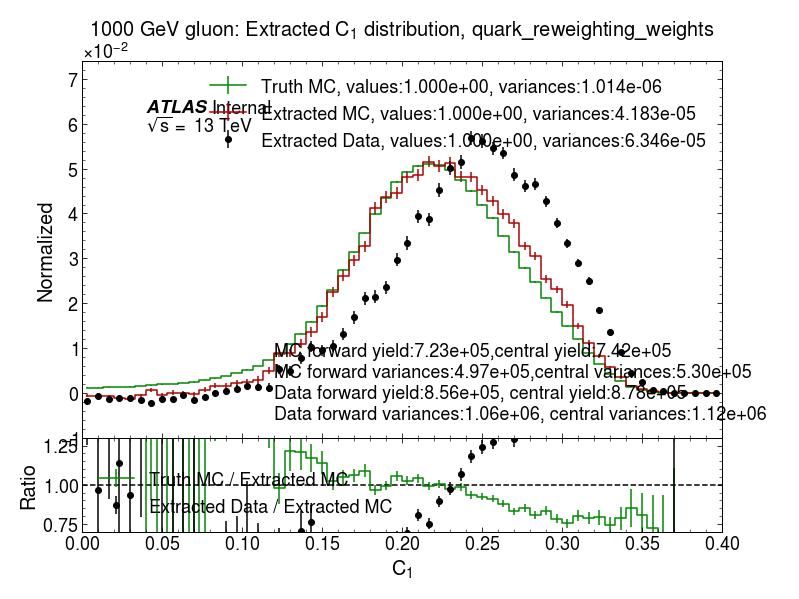 1000 GeV gluon: Extracted C1 distribution, quark_reweighting_weights
×10−2
Truth MC, values:1.000e+00, variances:1.014e-06
ATLAS Internal
Extracted MC, values:1.000e+00, variances:4.183e-05
√s = 13 TeV
Extracted Data, values:1.000e+00, variances:6.346e-05
7
6
5
4
3
2
1
0
−1
Normalized
MC forward yield:7.23e+05,central yield:7.42e+05
MC forward variances:4.97e+05,central variances:5.30e+05
Data forward yield:8.56e+05, central yield:8.78e+05
Data forward variances:1.06e+06, central variances:1.12e+06
1.25
1.00
0.75
Ratio
Truth MC / Extracted MC
Extracted Data / Extracted MC
0.00 0.05 0.10 0.15 0.20 0.25 0.30 0.35 0.40
C1